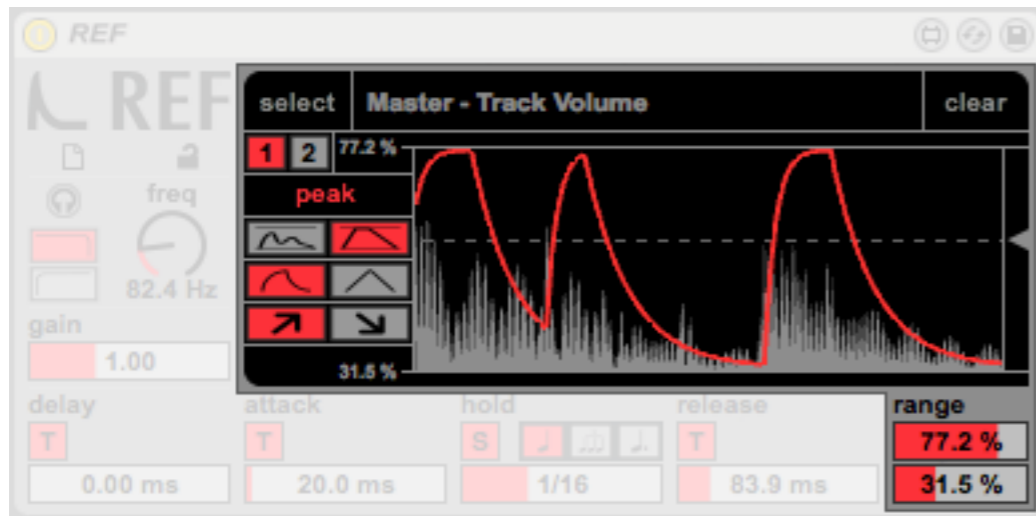 REF
REF
select Master - Track Volume clear
1 2 77.2 %
peak
freq
82.4 Hz
gain
1.00
31.5 %
delay attack hold release range
T T S T 77.2 %
0.00 ms 20.0 ms 1/16 83.9 ms 31.5 %